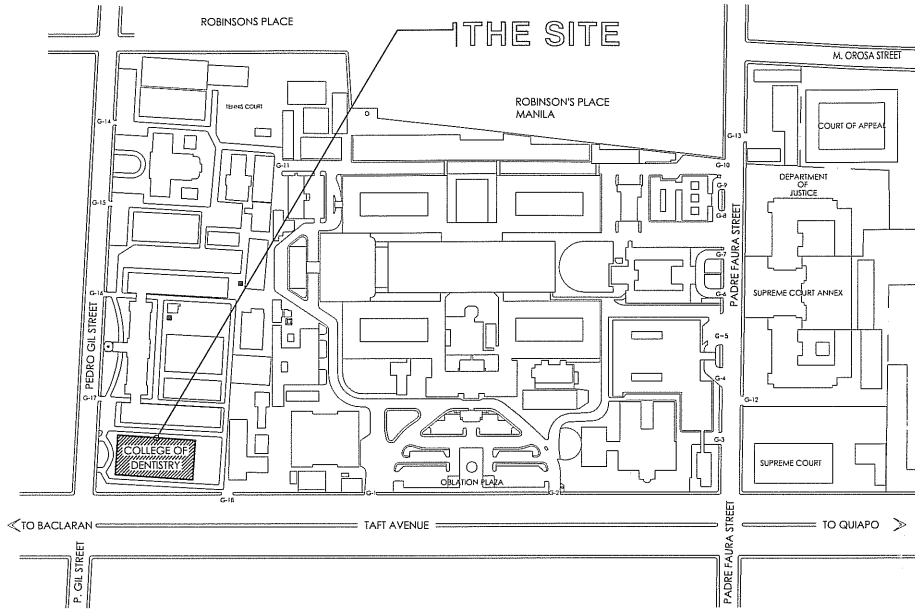 ROBINSONS PLACE
THE SITE
M. OROSA STREET
TENNIS COURT
ROBINSON'S PLACE
MANILA
COURT OF APPEAL
G-14
G-13
G-11
G-10
DEPARTMENT
OF
JUSTICE
G-9
G-8
G-15
PADRE FAURA STREET
G-7
G-6
SUPREME COURT ANNEX
G-16
PEDRO GIL STREET
G-5
G-4
G-17
G-12
G-3
COLLEGE OF
DENTISTRY
SUPREME COURT
OBLATION PLAZA
G-18
G-1
G-2
TO BACLARAN
TAFT AVENUE
TO QUIAPO
P. GIL STREET
PADRE FAURA STREET